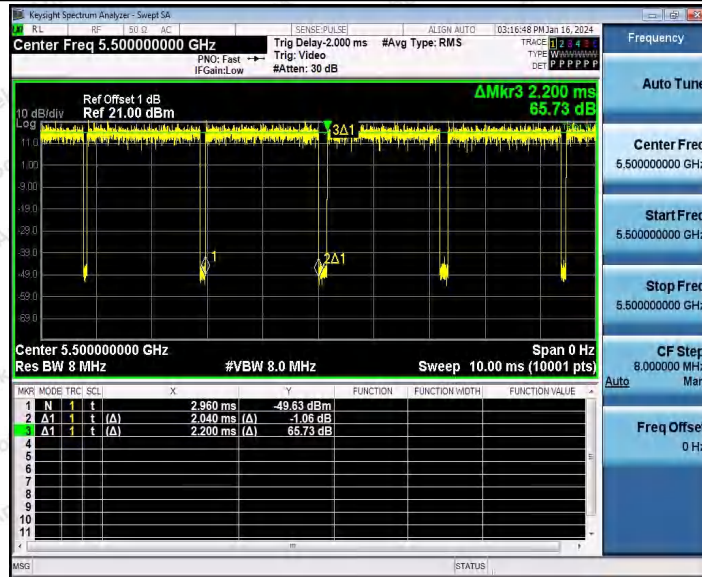 Keysight Spectrum Analyzer - Swept SA
RL RF 50 Ω AC SENSE:PULSE ALIGN AUTO 03:16:48 PM Jan 16, 2024
Center Freq 5.500000000 GHz
PNO: Fast
IFGain:Low
Trig Delay-2.000 ms
Trig: Video
#Atten: 30 dB
#Avg Type: RMS
TRACE 1 2 3 4 5 6
TYPE W
DET P P P P P P
Frequency
ΔMkr3 2.200 ms
65.73 dB
Ref Offset 1 dB
10 dB/div Ref 21.00 dBm
Log
11.0
1.00
-9.00
-19.0
-29.0
-39.0
-49.0
-59.0
-69.0
3Δ1
1
2Δ1
Center 5.500000000 GHz Span 0 Hz
Res BW 8 MHz #VBW 8.0 MHz Sweep 10.00 ms (10001 pts)
MKR MODE TRC SCL X Y FUNCTION FUNCTION WIDTH FUNCTION VALUE
1 N 1 t 2.960 ms -49.63 dBm
2 Δ1 1 t (Δ) 2.040 ms (Δ) -1.06 dB
3 Δ1 1 t (Δ) 2.200 ms (Δ) 65.73 dB
4
5
6
7
8
9
10
11
MSG STATUS
Auto Tune
Center Freq
5.500000000 GHz
Start Freq
5.500000000 GHz
Stop Freq
5.500000000 GHz
CF Step
8.000000 MHz
Auto Man
Freq Offset
0 Hz